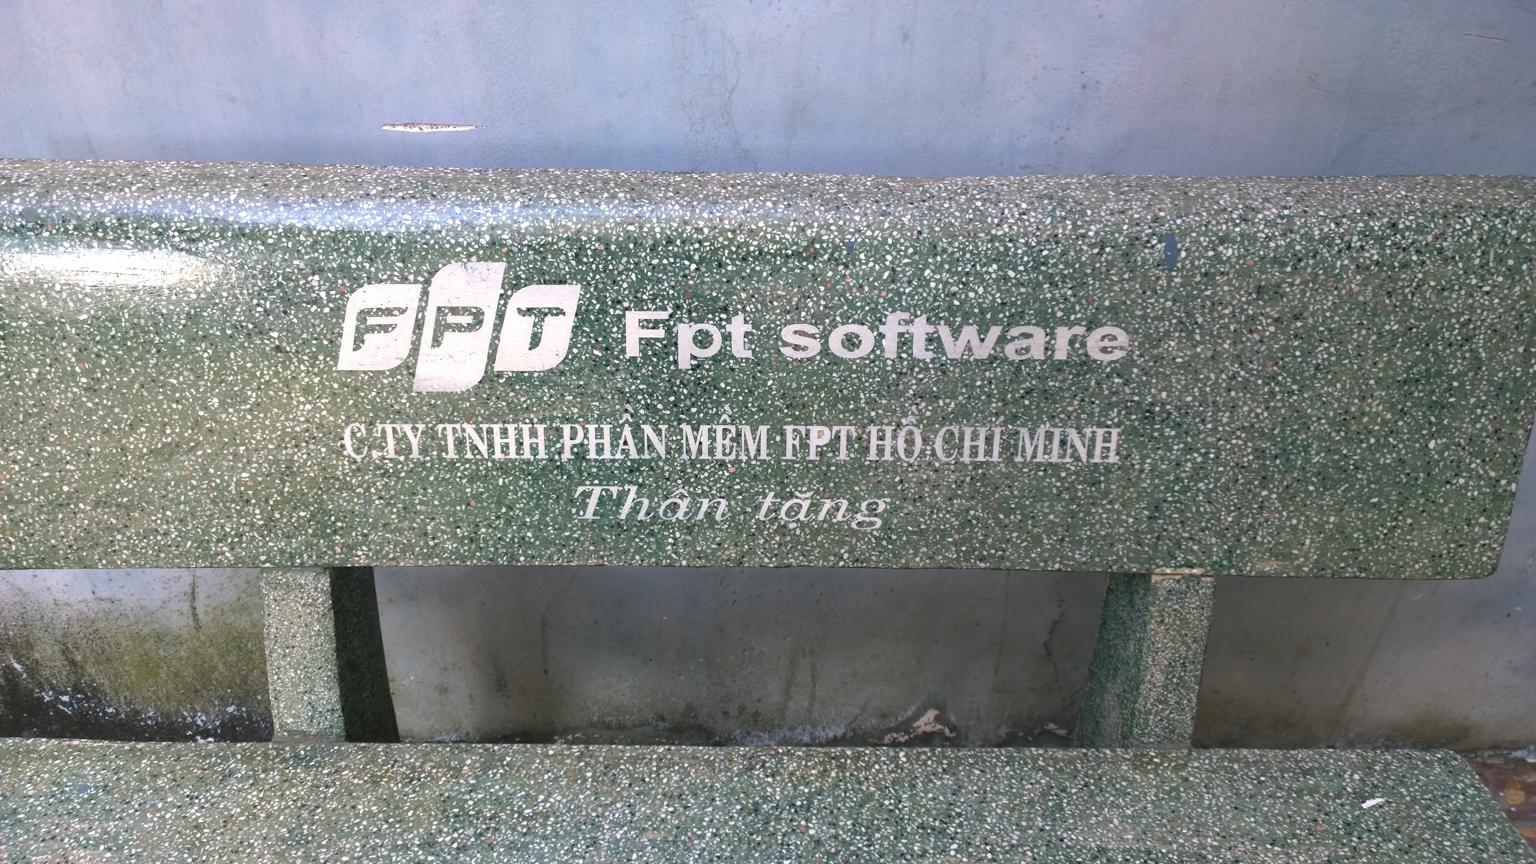 FPT Fpt software
C.TY TNHH PHẦN MỀM FPT HỒ CHÍ MINH
Thân tặng